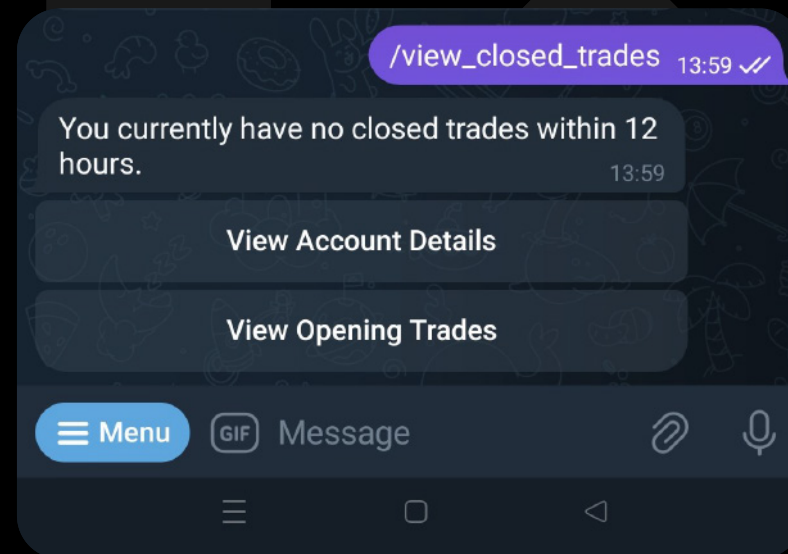 /view_closed_trades 13:59
You currently have no closed trades within 12
hours.
13:59
View Account Details
View Opening Trades
Menu GIF Message